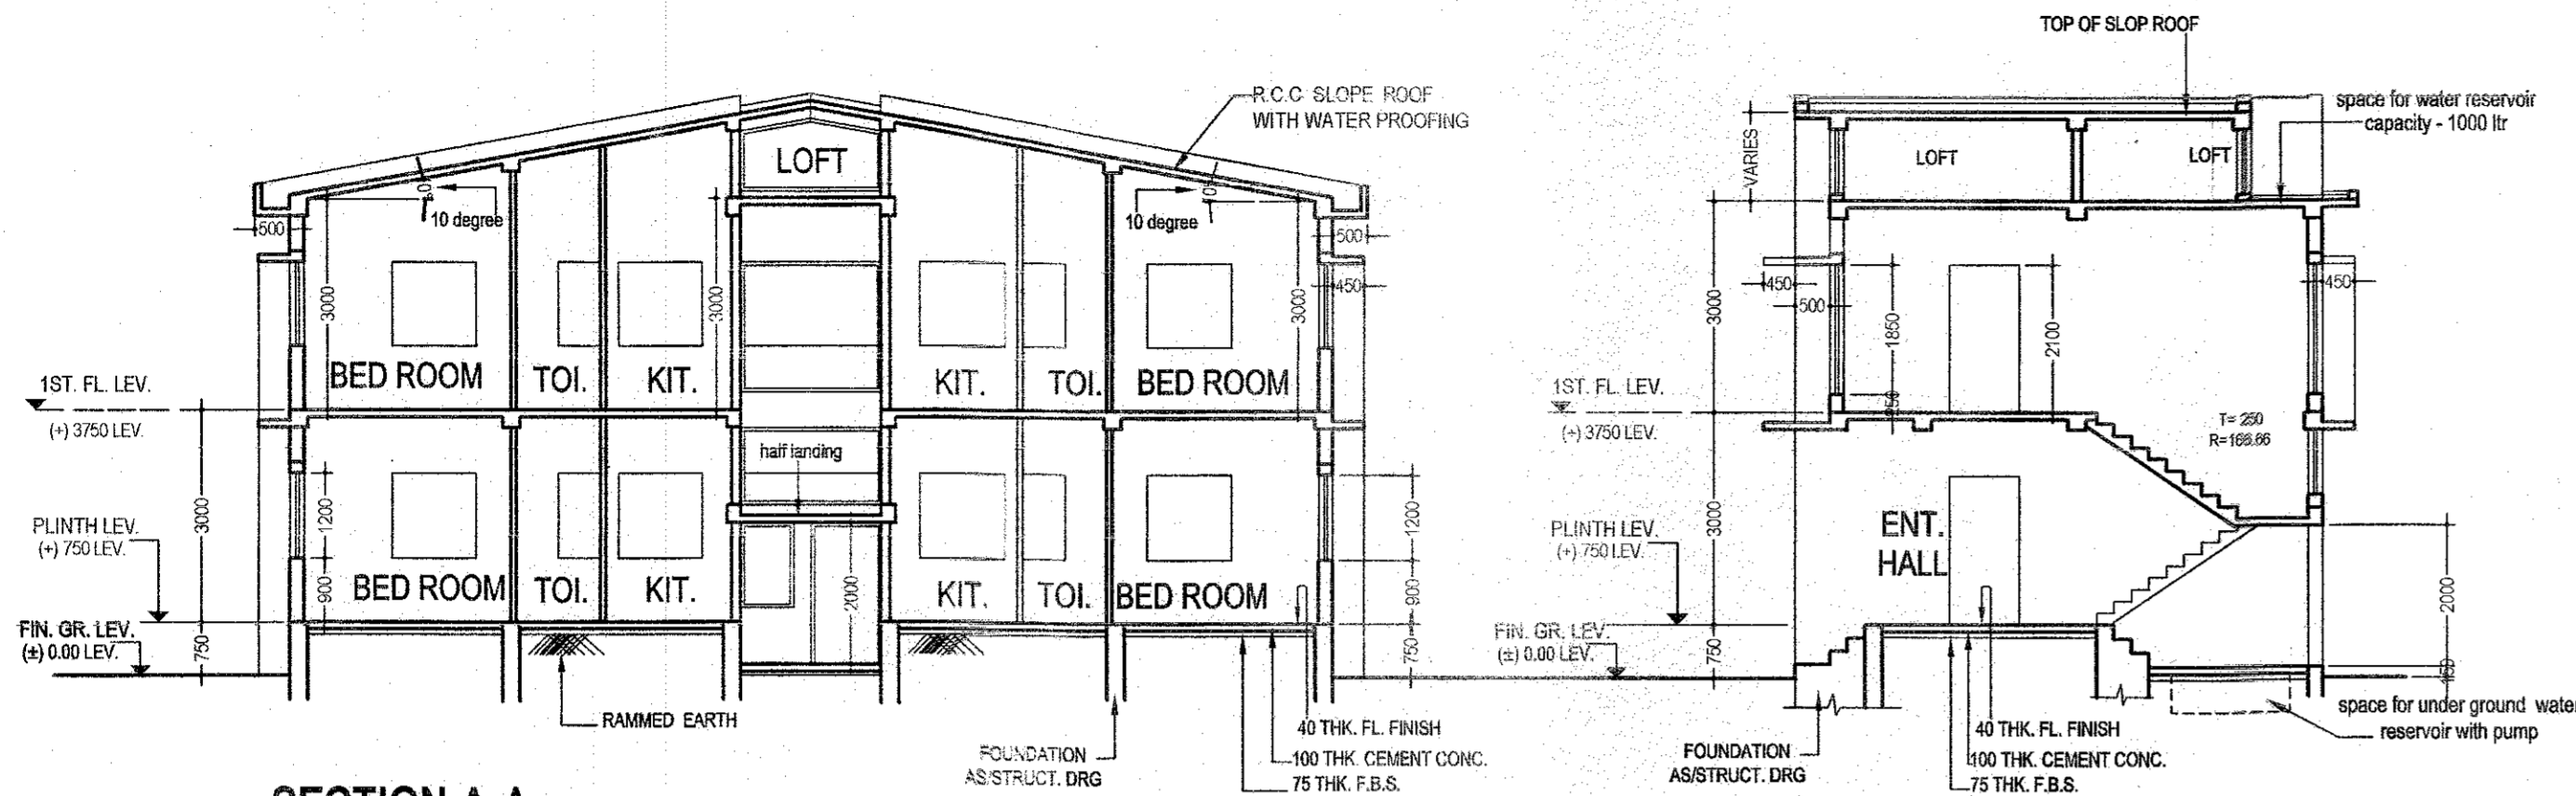 TOP OF SLOP ROOF
R.C.C SLOPE ROOF
WITH WATER PROOFING
space for water reservoir
capacity - 1000 ltr
LOFT
LOFT
LOFT
VARIES
10 degree
10 degree
500
500
3000
3000
3000
450
450
500
450
3000
1850
2100
BED ROOM
TOI.
KIT.
KIT.
TOI.
BED ROOM
1ST. FL. LEV.
(+) 3750 LEV.
1ST. FL. LEV.
(+) 3750 LEV.
T= 250
R=166.66
half landing
3000
1200
900
1200
900
3000
PLINTH LEV.
(+) 750 LEV.
PLINTH LEV.
(+) 750 LEV.
ENT.
HALL
2000
2000
BED ROOM
TOI.
KIT.
KIT.
TOI.
BED ROOM
FIN. GR. LEV.
(±) 0.00 LEV.
FIN. GR. LEV.
(±) 0.00 LEV.
750
750
750
150
RAMMED EARTH
FOUNDATION
AS/STRUCT. DRG
40 THK. FL. FINISH
100 THK. CEMENT CONC.
75 THK. F.B.S.
FOUNDATION
AS/STRUCT. DRG
40 THK. FL. FINISH
100 THK. CEMENT CONC.
75 THK. F.B.S.
space for under ground water
reservoir with pump
SECTION A-A